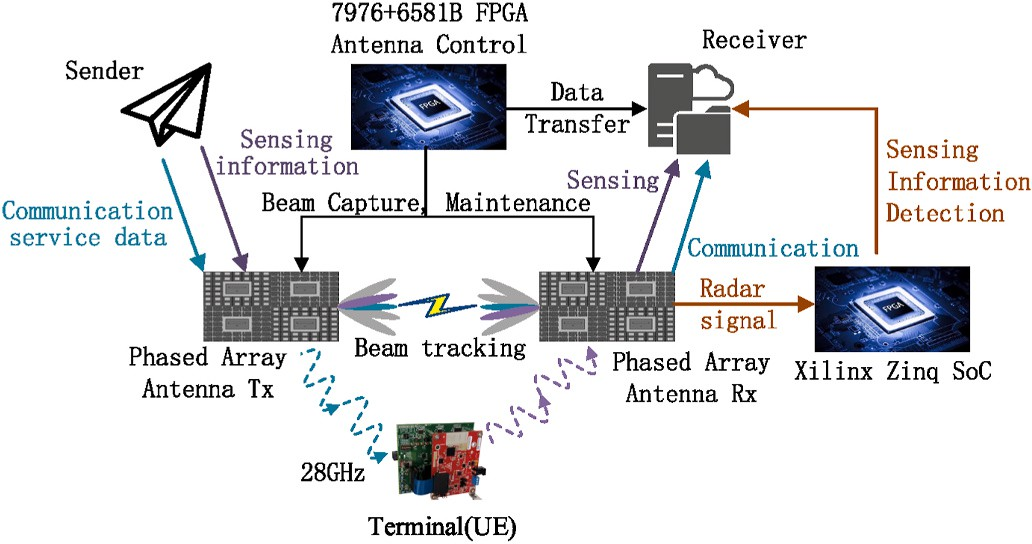 7976+6581B FPGA
Antenna Control
Receiver
Sender
FPGA
Data
Transfer
Sensing
information
Sensing
Information
Detection
Sensing
Communication
service data
Beam Capture, Maintenance
Communication
Radar
signal
FPGA
Beam tracking
Phased Array
Antenna Tx
Phased Array
Antenna Rx
Xilinx Zinq SoC
28GHz
Terminal(UE)